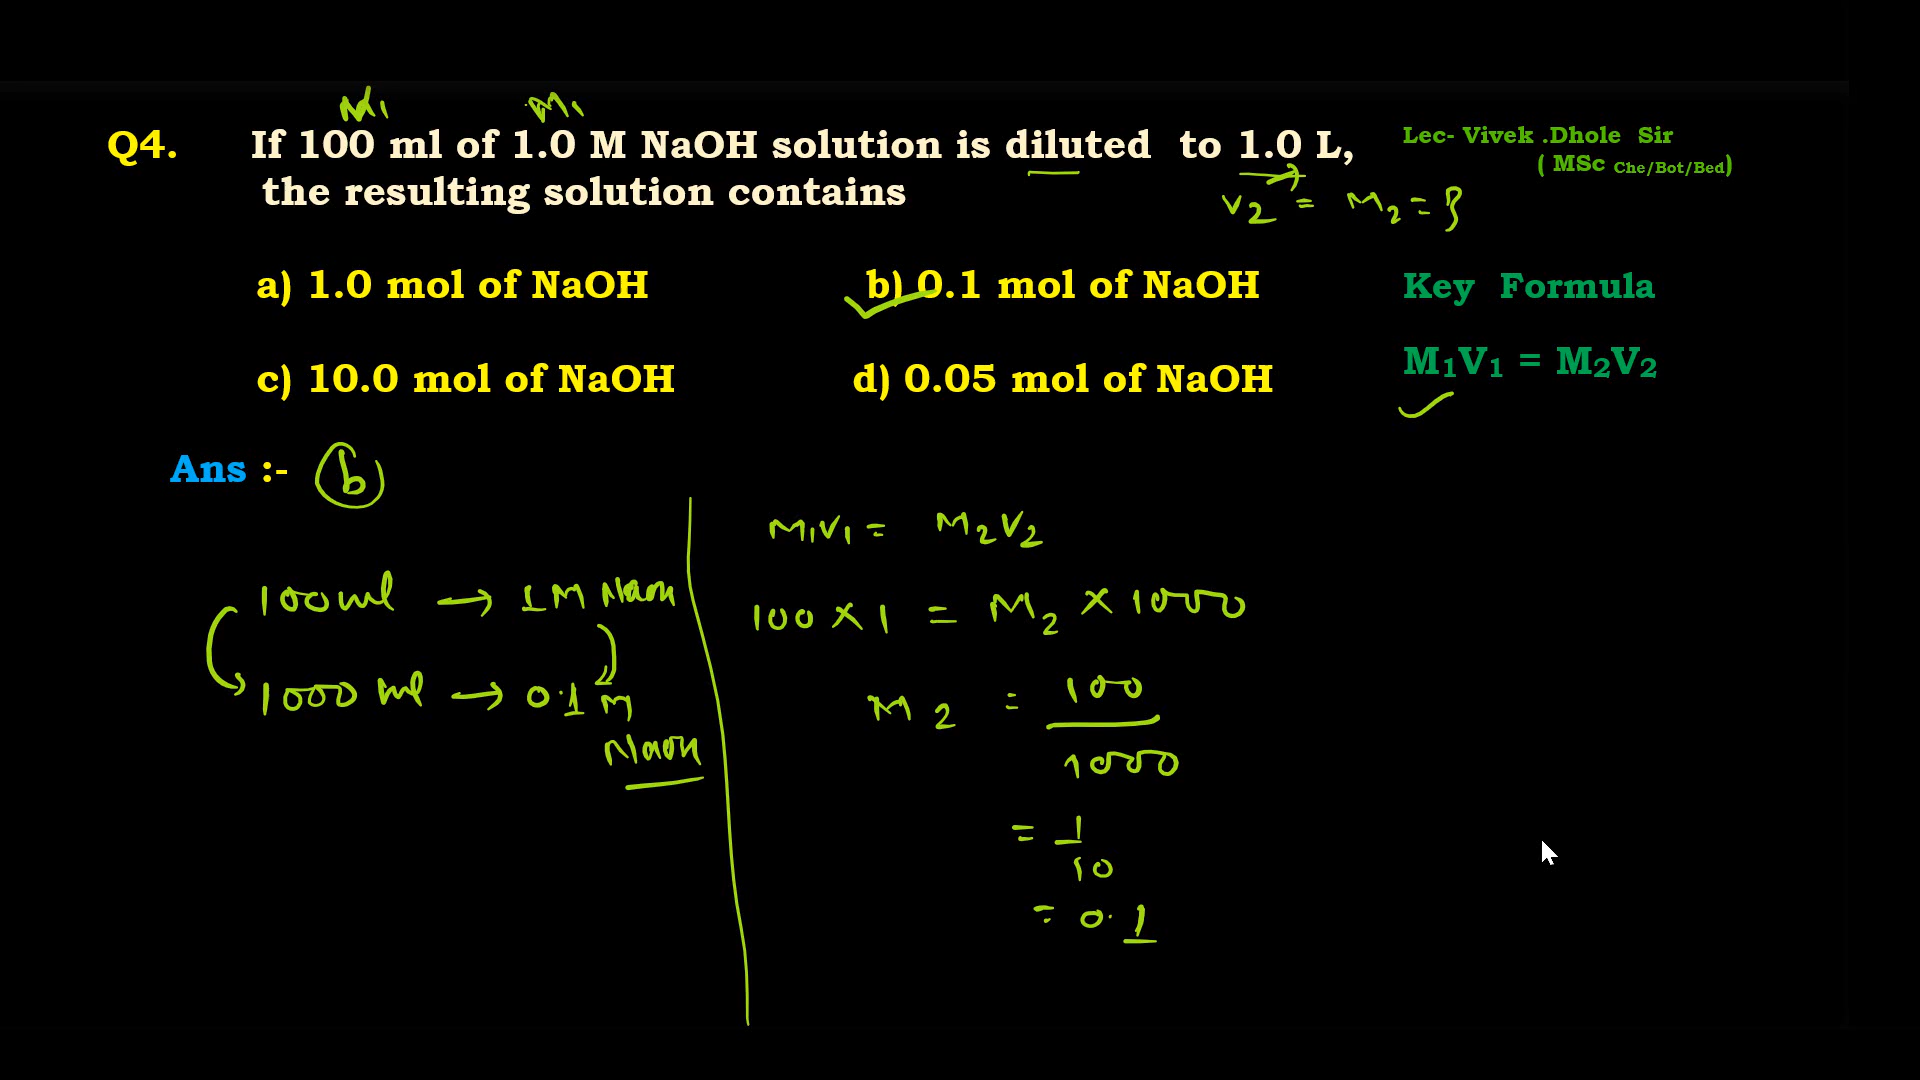 M1 M1
Q4. If 100 ml of 1.0 M NaOH solution is diluted to 1.0 L,
the resulting solution contains
Lec- Vivek .Dhole Sir
( MSc Che/Bot/Bed)
V2 = M2 =
a) 1.0 mol of NaOH b) 0.1 mol of NaOH
c) 10.0 mol of NaOH d) 0.05 mol of NaOH
Key Formula
M₁V₁ = M₂V₂
Ans :- b
100 ml → 1 M NaOH
1000 ml → 0.1 M
NaOH
M1V1 = M2V2
100 × 1 = M2 × 1000
M2 = 100
1000
= 1
10
= 0.1